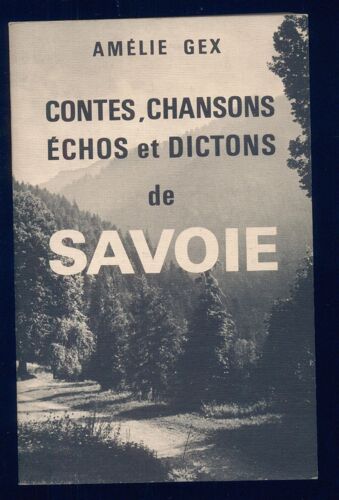 AMÉLIE GEX
CONTES, CHANSONS
ÉCHOS et DICTONS
de
SAVOIE